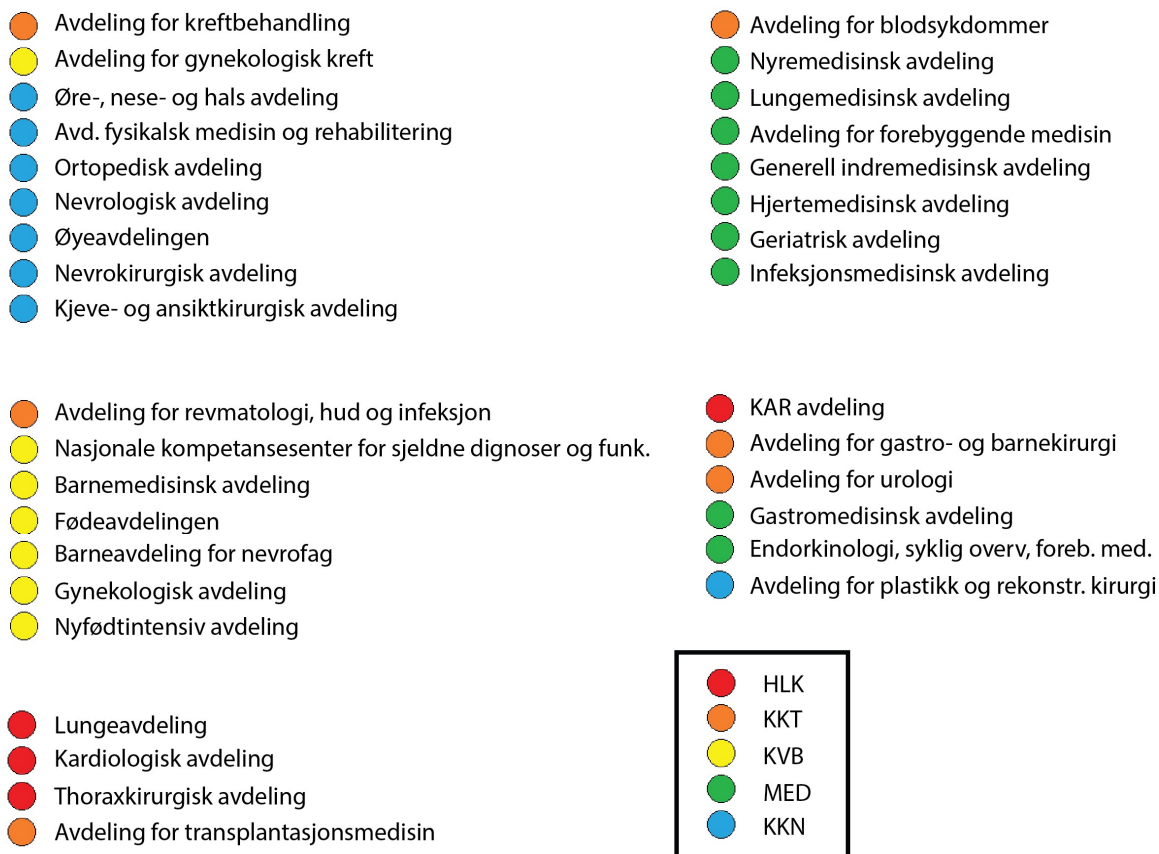 Avdeling for kreftbehandling
Avdeling for gynekologisk kreft
Øre-, nese- og hals avdeling
Avd. fysikalsk medisin og rehabilitering
Ortopedisk avdeling
Nevrologisk avdeling
Øyeavdelingen
Nevrokirurgisk avdeling
Kjeve- og ansiktkirurgisk avdeling
Avdeling for blodsykdommer
Nyremedisinsk avdeling
Lungemedisinsk avdeling
Avdeling for forebyggende medisin
Generell indremedisinsk avdeling
Hjertemedisinsk avdeling
Geriatrisk avdeling
Infeksjonsmedisinsk avdeling
Avdeling for revmatologi, hud og infeksjon
Nasjonale kompetansesenter for sjeldne dignoser og funk.
Barnemedisinsk avdeling
Fødeavdelingen
Barneavdeling for nevrofag
Gynekologisk avdeling
Nyfødtintensiv avdeling
KAR avdeling
Avdeling for gastro- og barnekirurgi
Avdeling for urologi
Gastromedisinsk avdeling
Endorkinologi, syklig overv, foreb. med.
Avdeling for plastikk og rekonstr. kirurgi
Lungeavdeling
Kardiologisk avdeling
Thoraxkirurgisk avdeling
Avdeling for transplantasjonsmedisin
HLK
KKT
KVB
MED
KKN